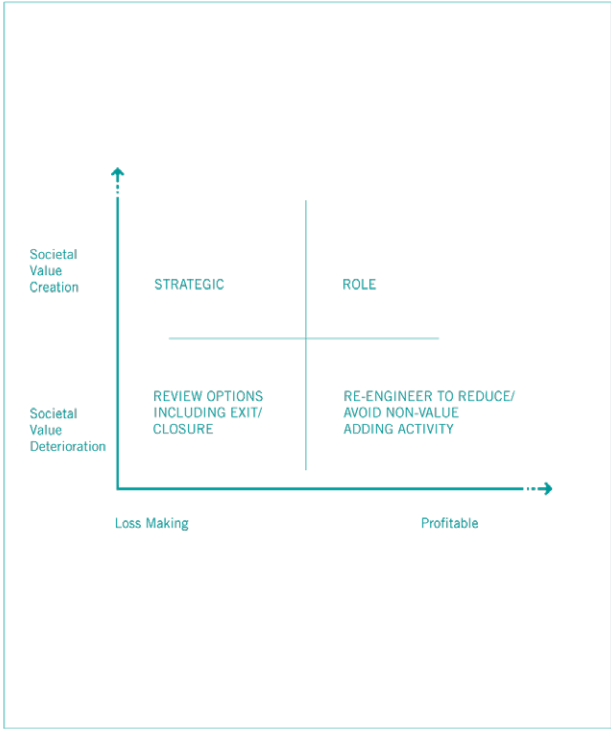 Societal
Value
Creation
STRATEGIC
ROLE
Societal
Value
Deterioration
REVIEW OPTIONS
INCLUDING EXIT/
CLOSURE
RE-ENGINEER TO REDUCE/
AVOID NON-VALUE
ADDING ACTIVITY
Loss Making
Profitable